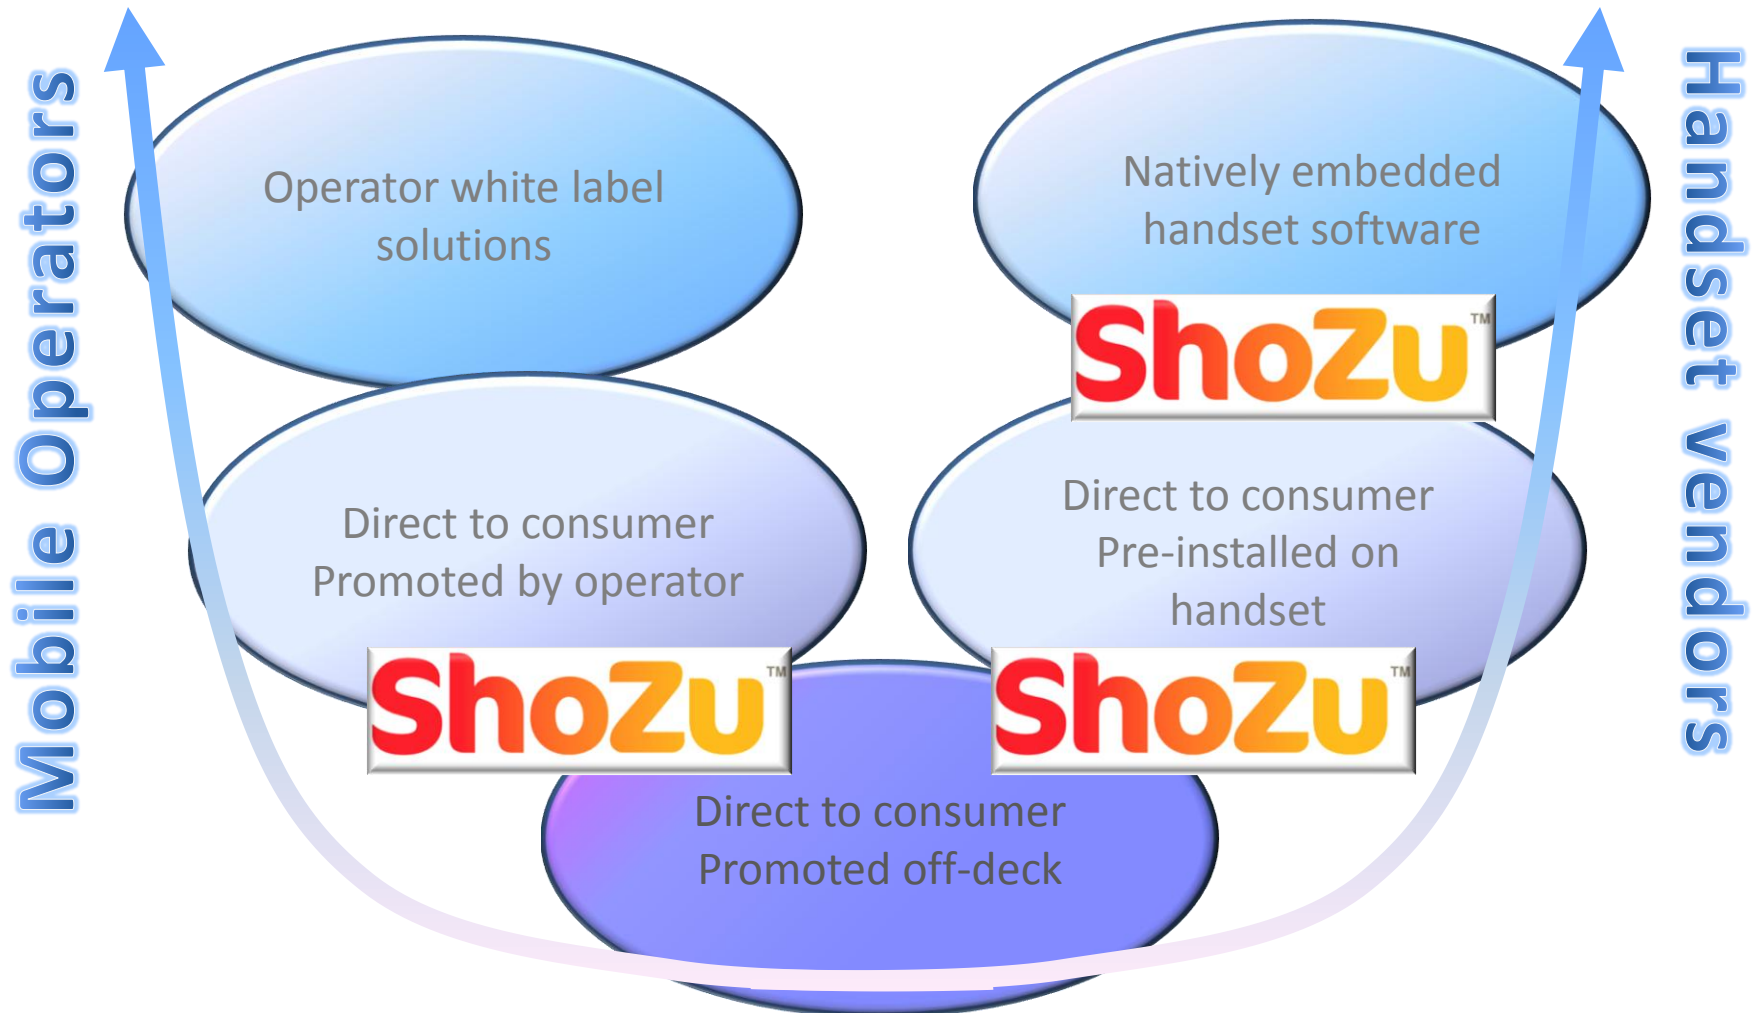 Mobile Operators
Operator white label
solutions
Natively embedded
handset software
ShoZu™
Handset vendors
Direct to consumer
Promoted by operator
ShoZu™
Direct to consumer
Pre-installed on
handset
ShoZu™
Direct to consumer
Promoted off-deck